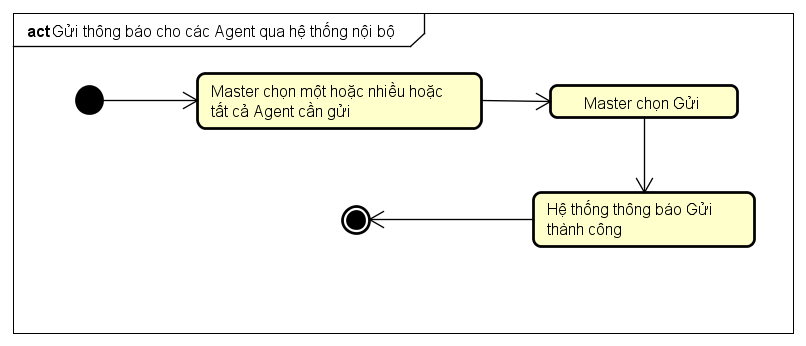 act Gửi thông báo cho các Agent qua hệ thống nội bộ
Master chọn một hoặc nhiều hoặc
tất cả Agent cần gửi
Master chọn Gửi
Hệ thống thông báo Gửi
thành công